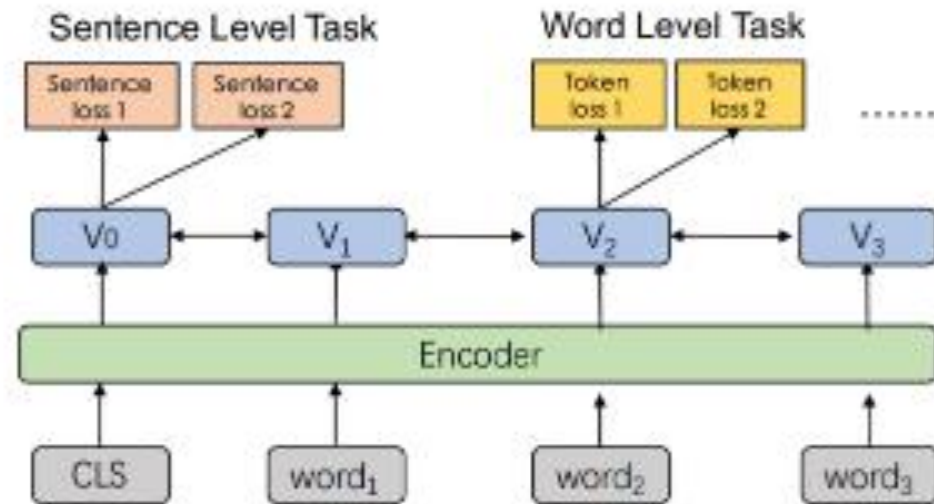 Sentence Level Task
Word Level Task
Sentence
loss 1
Sentence
loss 2
Token
loss 1
Token
loss 2
V0
V₁
V₂
V₃
Encoder
CLS
word₁
word₂
word₃